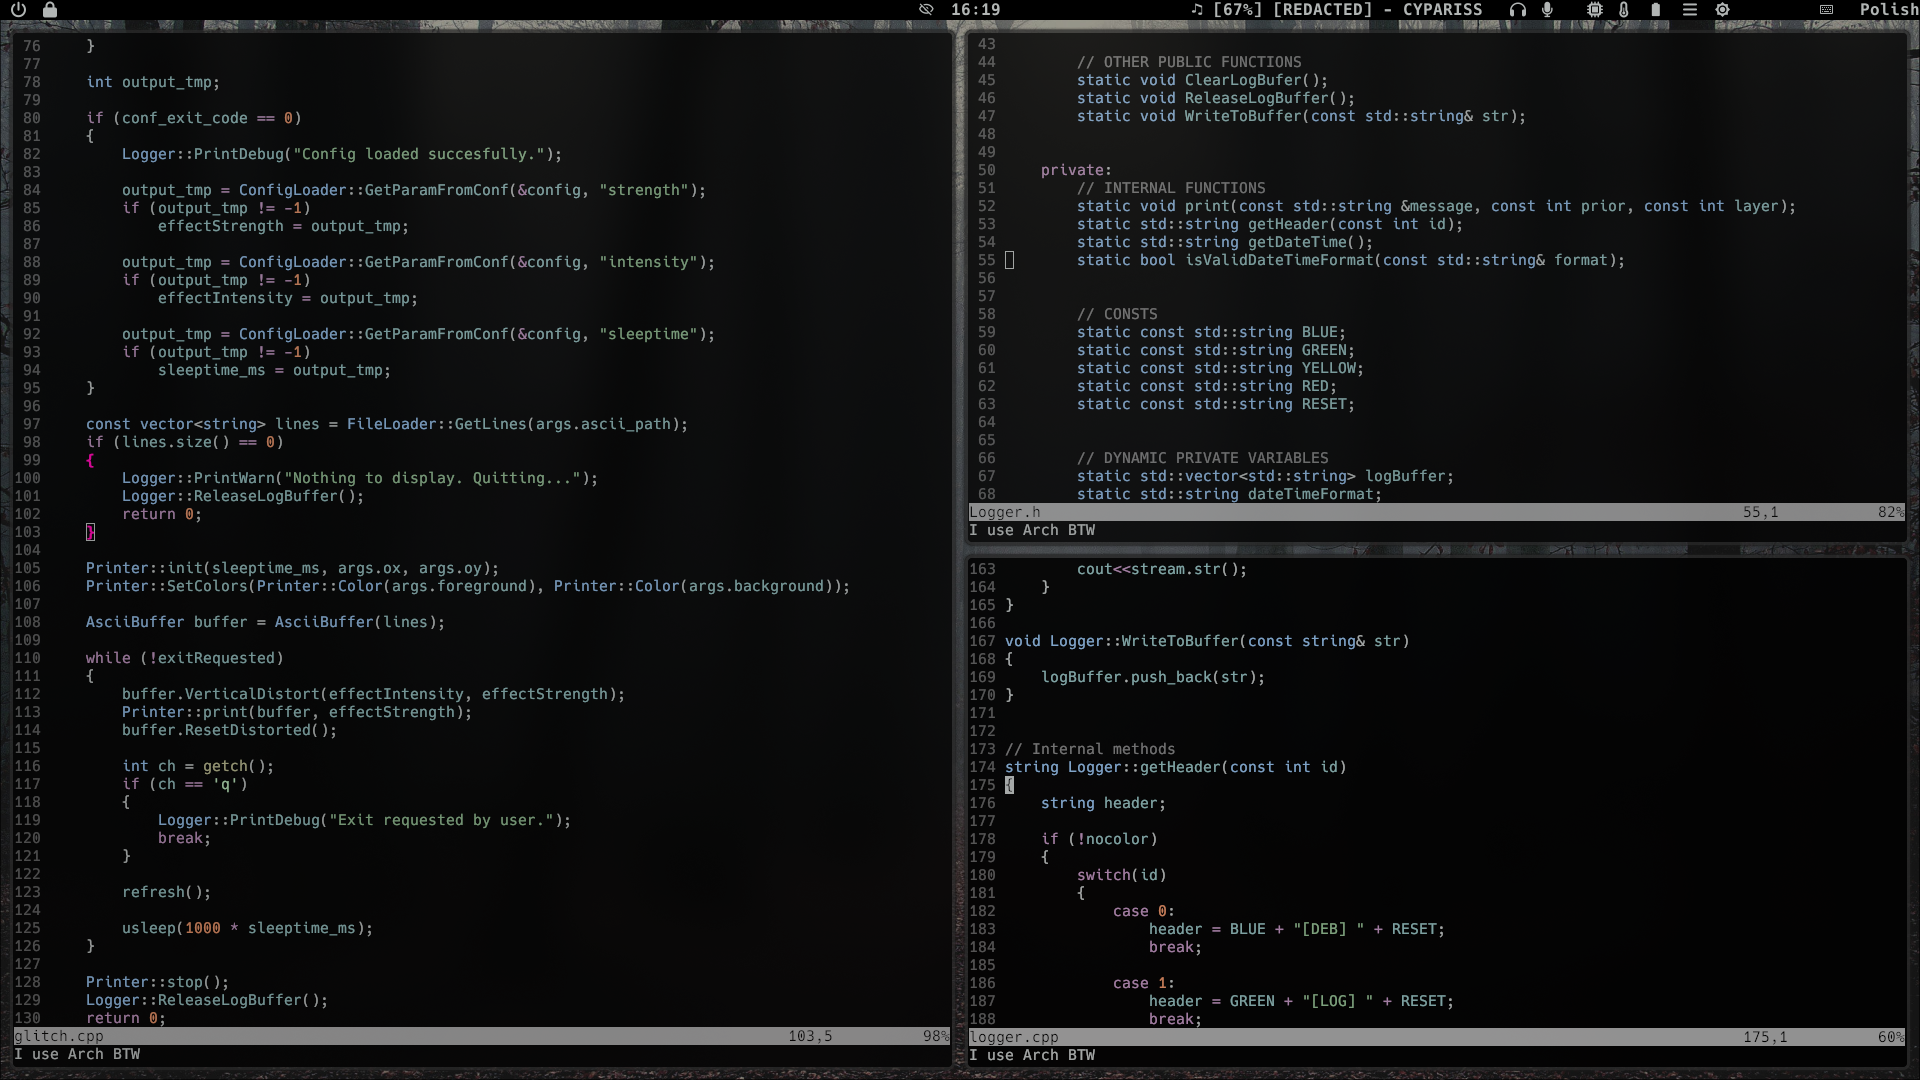 16:19
♫ [67%] [REDACTED] - CYPARISS
Polish
76     }
77
78     int output_tmp;
79
80     if (conf_exit_code == 0)
81     {
82         Logger::PrintDebug("Config loaded succesfully.");
83
84         output_tmp = ConfigLoader::GetParamFromConf(&config, "strength");
85         if (output_tmp != -1)
86             effectStrength = output_tmp;
87
88         output_tmp = ConfigLoader::GetParamFromConf(&config, "intensity");
89         if (output_tmp != -1)
90             effectIntensity = output_tmp;
91
92         output_tmp = ConfigLoader::GetParamFromConf(&config, "sleeptime");
93         if (output_tmp != -1)
94             sleeptime_ms = output_tmp;
95     }
96
97     const vector<string> lines = FileLoader::GetLines(args.ascii_path);
98     if (lines.size() == 0)
99     {
100         Logger::PrintWarn("Nothing to display. Quitting...");
101         Logger::ReleaseLogBuffer();
102         return 0;
103     }
104
105     Printer::init(sleeptime_ms, args.ox, args.oy);
106     Printer::SetColors(Printer::Color(args.foreground), Printer::Color(args.background));
107
108     AsciiBuffer buffer = AsciiBuffer(lines);
109
110     while (!exitRequested)
111     {
112         buffer.VerticalDistort(effectIntensity, effectStrength);
113         Printer::print(buffer, effectStrength);
114         buffer.ResetDistorted();
115
116         int ch = getch();
117         if (ch == 'q')
118         {
119             Logger::PrintDebug("Exit requested by user.");
120             break;
121         }
122
123         refresh();
124
125         usleep(1000 * sleeptime_ms);
126     }
127
128     Printer::stop();
129     Logger::ReleaseLogBuffer();
130     return 0;
glitch.cpp 103,5 98%
I use Arch BTW
43
44         // OTHER PUBLIC FUNCTIONS
45         static void ClearLogBufer();
46         static void ReleaseLogBuffer();
47         static void WriteToBuffer(const std::string& str);
48
49
50     private:
51         // INTERNAL FUNCTIONS
52         static void print(const std::string &message, const int prior, const int layer);
53         static std::string getHeader(const int id);
54         static std::string getDateTime();
55         static bool isValidDateTimeFormat(const std::string& format);
56
57
58         // CONSTS
59         static const std::string BLUE;
60         static const std::string GREEN;
61         static const std::string YELLOW;
62         static const std::string RED;
63         static const std::string RESET;
64
65
66         // DYNAMIC PRIVATE VARIABLES
67         static std::vector<std::string> logBuffer;
68         static std::string dateTimeFormat;
Logger.h 55,1 82%
I use Arch BTW
163         cout<<stream.str();
164     }
165 }
166
167 void Logger::WriteToBuffer(const string& str)
168 {
169     logBuffer.push_back(str);
170 }
171
172
173 // Internal methods
174 string Logger::getHeader(const int id)
175 {
176     string header;
177
178     if (!nocolor)
179     {
180         switch(id)
181         {
182             case 0:
183                 header = BLUE + "[DEB] " + RESET;
184                 break;
185
186             case 1:
187                 header = GREEN + "[LOG] " + RESET;
188                 break;
logger.cpp 175,1 60%
I use Arch BTW